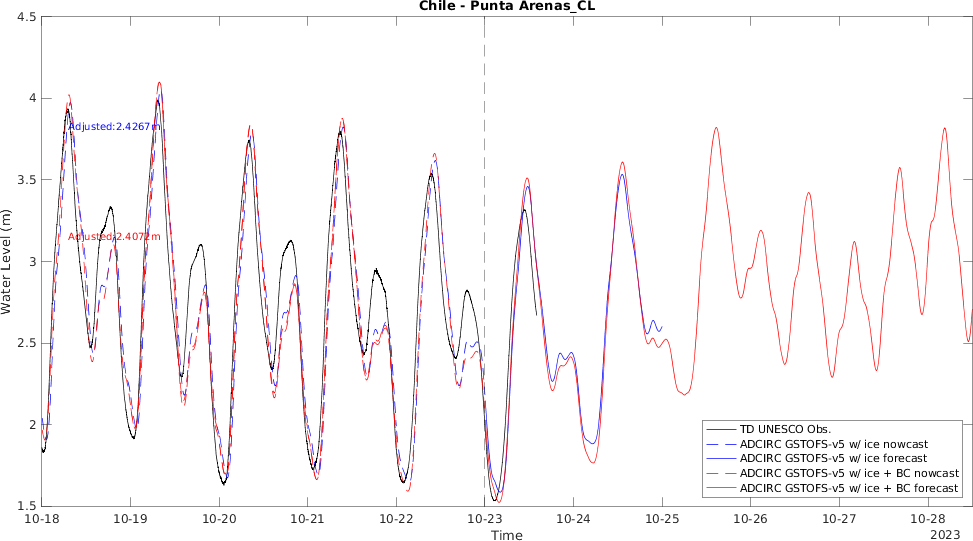 Chile - Punta Arenas_CL
4.5
4
3.5
3
2.5
2
1.5
Water Level (m)
Adjusted:2.4267m
Adjusted:2.4072m
TD UNESCO Obs.
ADCIRC GSTOFS-v5 w/ ice nowcast
ADCIRC GSTOFS-v5 w/ ice forecast
ADCIRC GSTOFS-v5 w/ ice + BC nowcast
ADCIRC GSTOFS-v5 w/ ice + BC forecast
10-18 10-19 10-20 10-21 10-22 10-23 10-24 10-25 10-26 10-27 10-28
Time
2023